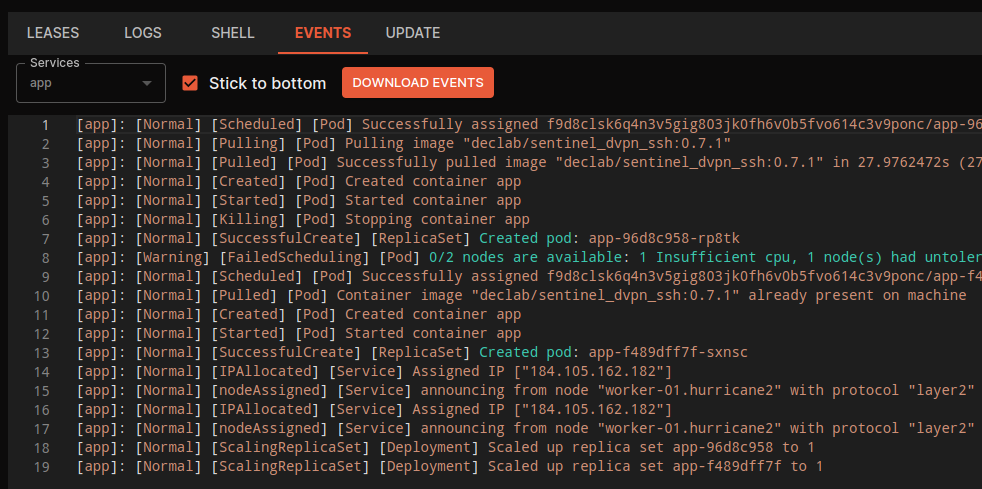 LEASES LOGS SHELL EVENTS UPDATE
Services
app
Stick to bottom
DOWNLOAD EVENTS
1 [app]: [Normal] [Scheduled] [Pod] Successfully assigned f9d8clsk6q4n3v5gig803jk0fh6v0b5fvo614c3v9ponc/app-96
2 [app]: [Normal] [Pulling] [Pod] Pulling image "declab/sentinel_dvpn_ssh:0.7.1"
3 [app]: [Normal] [Pulled] [Pod] Successfully pulled image "declab/sentinel_dvpn_ssh:0.7.1" in 27.9762472s (27
4 [app]: [Normal] [Created] [Pod] Created container app
5 [app]: [Normal] [Started] [Pod] Started container app
6 [app]: [Normal] [Killing] [Pod] Stopping container app
7 [app]: [Normal] [SuccessfulCreate] [ReplicaSet] Created pod: app-96d8c958-rp8tk
8 [app]: [Warning] [FailedScheduling] [Pod] 0/2 nodes are available: 1 Insufficient cpu, 1 node(s) had untoler
9 [app]: [Normal] [Scheduled] [Pod] Successfully assigned f9d8clsk6q4n3v5gig803jk0fh6v0b5fvo614c3v9ponc/app-f4
10 [app]: [Normal] [Pulled] [Pod] Container image "declab/sentinel_dvpn_ssh:0.7.1" already present on machine
11 [app]: [Normal] [Created] [Pod] Created container app
12 [app]: [Normal] [Started] [Pod] Started container app
13 [app]: [Normal] [SuccessfulCreate] [ReplicaSet] Created pod: app-f489dff7f-sxnsc
14 [app]: [Normal] [IPAllocated] [Service] Assigned IP ["184.105.162.182"]
15 [app]: [Normal] [nodeAssigned] [Service] announcing from node "worker-01.hurricane2" with protocol "layer2"
16 [app]: [Normal] [IPAllocated] [Service] Assigned IP ["184.105.162.182"]
17 [app]: [Normal] [nodeAssigned] [Service] announcing from node "worker-01.hurricane2" with protocol "layer2"
18 [app]: [Normal] [ScalingReplicaSet] [Deployment] Scaled up replica set app-96d8c958 to 1
19 [app]: [Normal] [ScalingReplicaSet] [Deployment] Scaled up replica set app-f489dff7f to 1